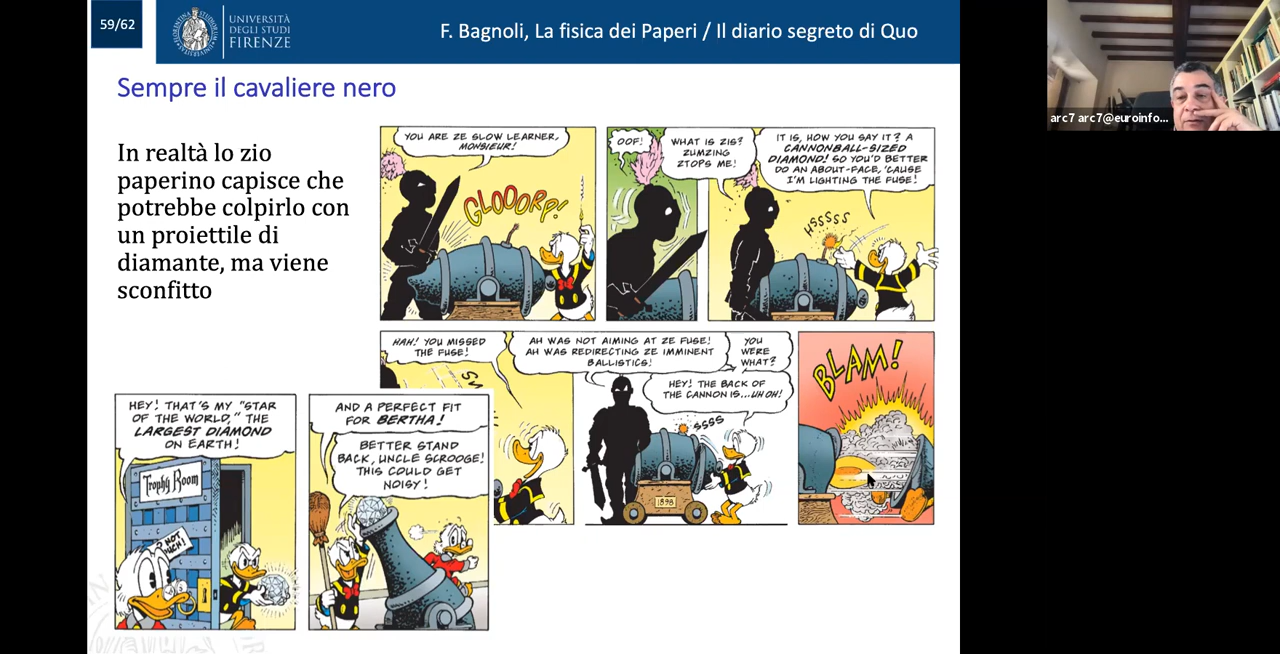 59/62
UNIVERSITÀ
DEGLI STUDI
FIRENZE
F. Bagnoli, La fisica dei Paperi / Il diario segreto di Quo
arc7 arc7@euroinfo...
Sempre il cavaliere nero
In realtà lo zio
paperino capisce che
potrebbe colpirlo con
un proiettile di
diamante, ma viene
sconfitto
YOU ARE ZE SLOW LEARNER,
MONSIEUR!
GLOOORP!
OOF!
WHAT IS ZIS?
ZUMZING
ZTOPS ME!
IT IS, HOW YOU SAY IT? A
CANNONBALL-SIZED
DIAMOND! SO YOU'D BETTER
DO AN ABOUT-FACE, 'CAUSE
I'M LIGHTING THE FUSE!
HSSSSS
HAH! YOU MISSED
THE FUSE!
AH WAS NOT AIMING AT ZE FUSE!
AH WAS REDIRECTING ZE IMMINENT
BALLISTICS!
YOU
WERE
WHAT?
HEY! THE BACK OF
THE CANNON IS...UH OH!
SSSS
1898
BLAM!
HEY! THAT'S MY "STAR
OF THE WORLD," THE
LARGEST DIAMOND
ON EARTH!
Trophy Room
AND A PERFECT FIT
FOR BERTHA!
BETTER STAND
BACK, UNCLE SCROOGE!
THIS COULD GET
NOISY!